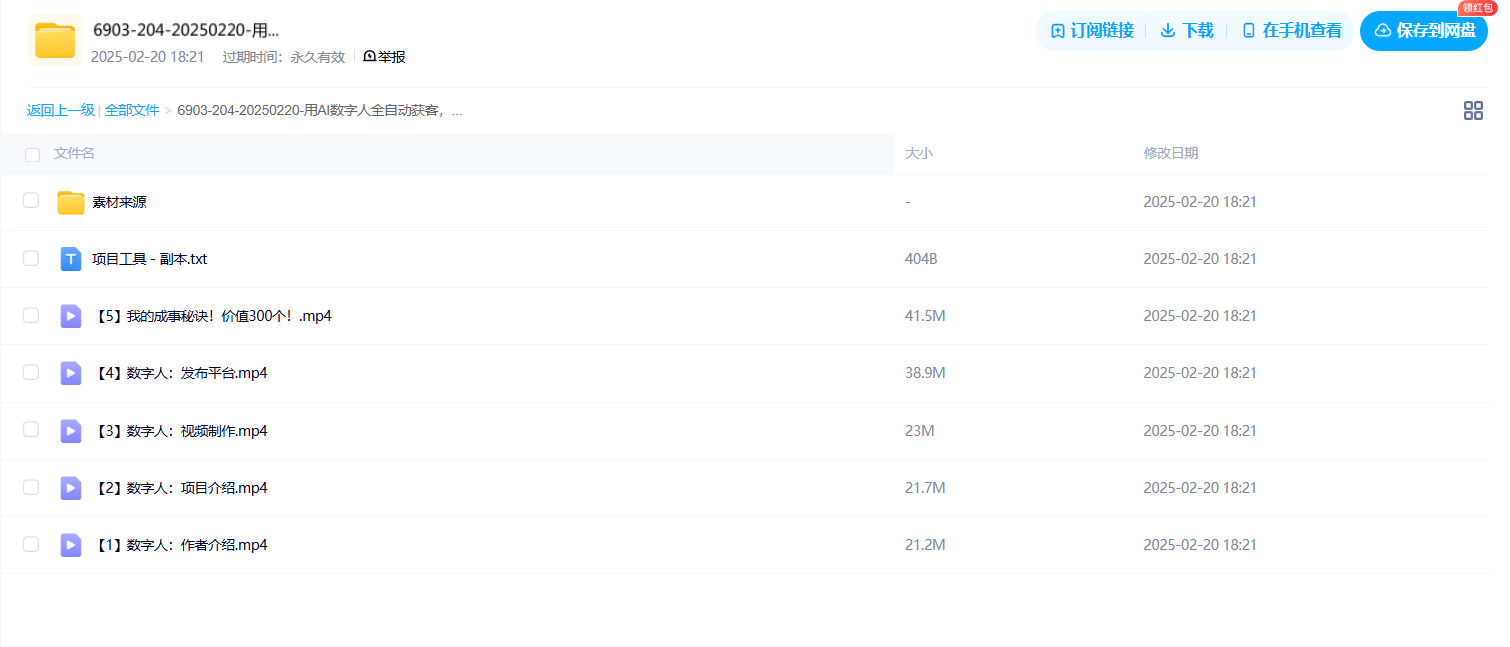 6903-204-20250220-用...
2025-02-20 18:21 过期时间：永久有效 举报
订阅链接 下载 在手机查看 保存到网盘 领红包
返回上一级 | 全部文件 > 6903-204-20250220-用AI数字人全自动获客，...
文件名 大小 修改日期
素材来源 - 2025-02-20 18:21
项目工具 - 副本.txt 404B 2025-02-20 18:21
【5】我的成事秘诀！价值300个！.mp4 41.5M 2025-02-20 18:21
【4】数字人：发布平台.mp4 38.9M 2025-02-20 18:21
【3】数字人：视频制作.mp4 23M 2025-02-20 18:21
【2】数字人：项目介绍.mp4 21.7M 2025-02-20 18:21
【1】数字人：作者介绍.mp4 21.2M 2025-02-20 18:21